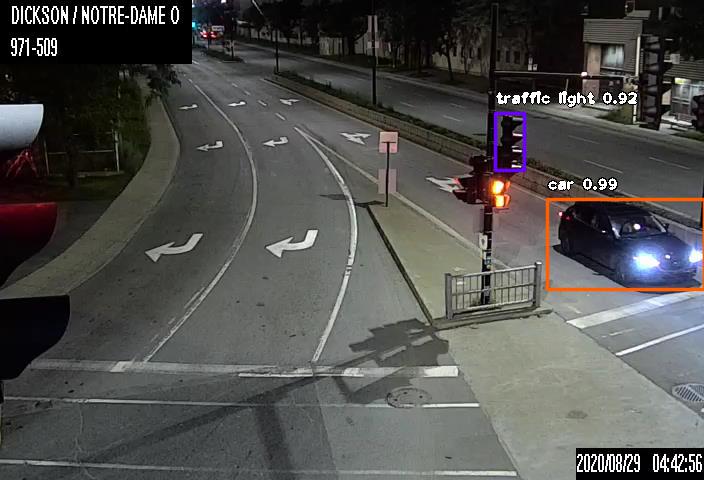 DICKSON / NOTRE-DAME O
971-509
traffic light 0.92
car 0.99
2020/08/29 04:42:56